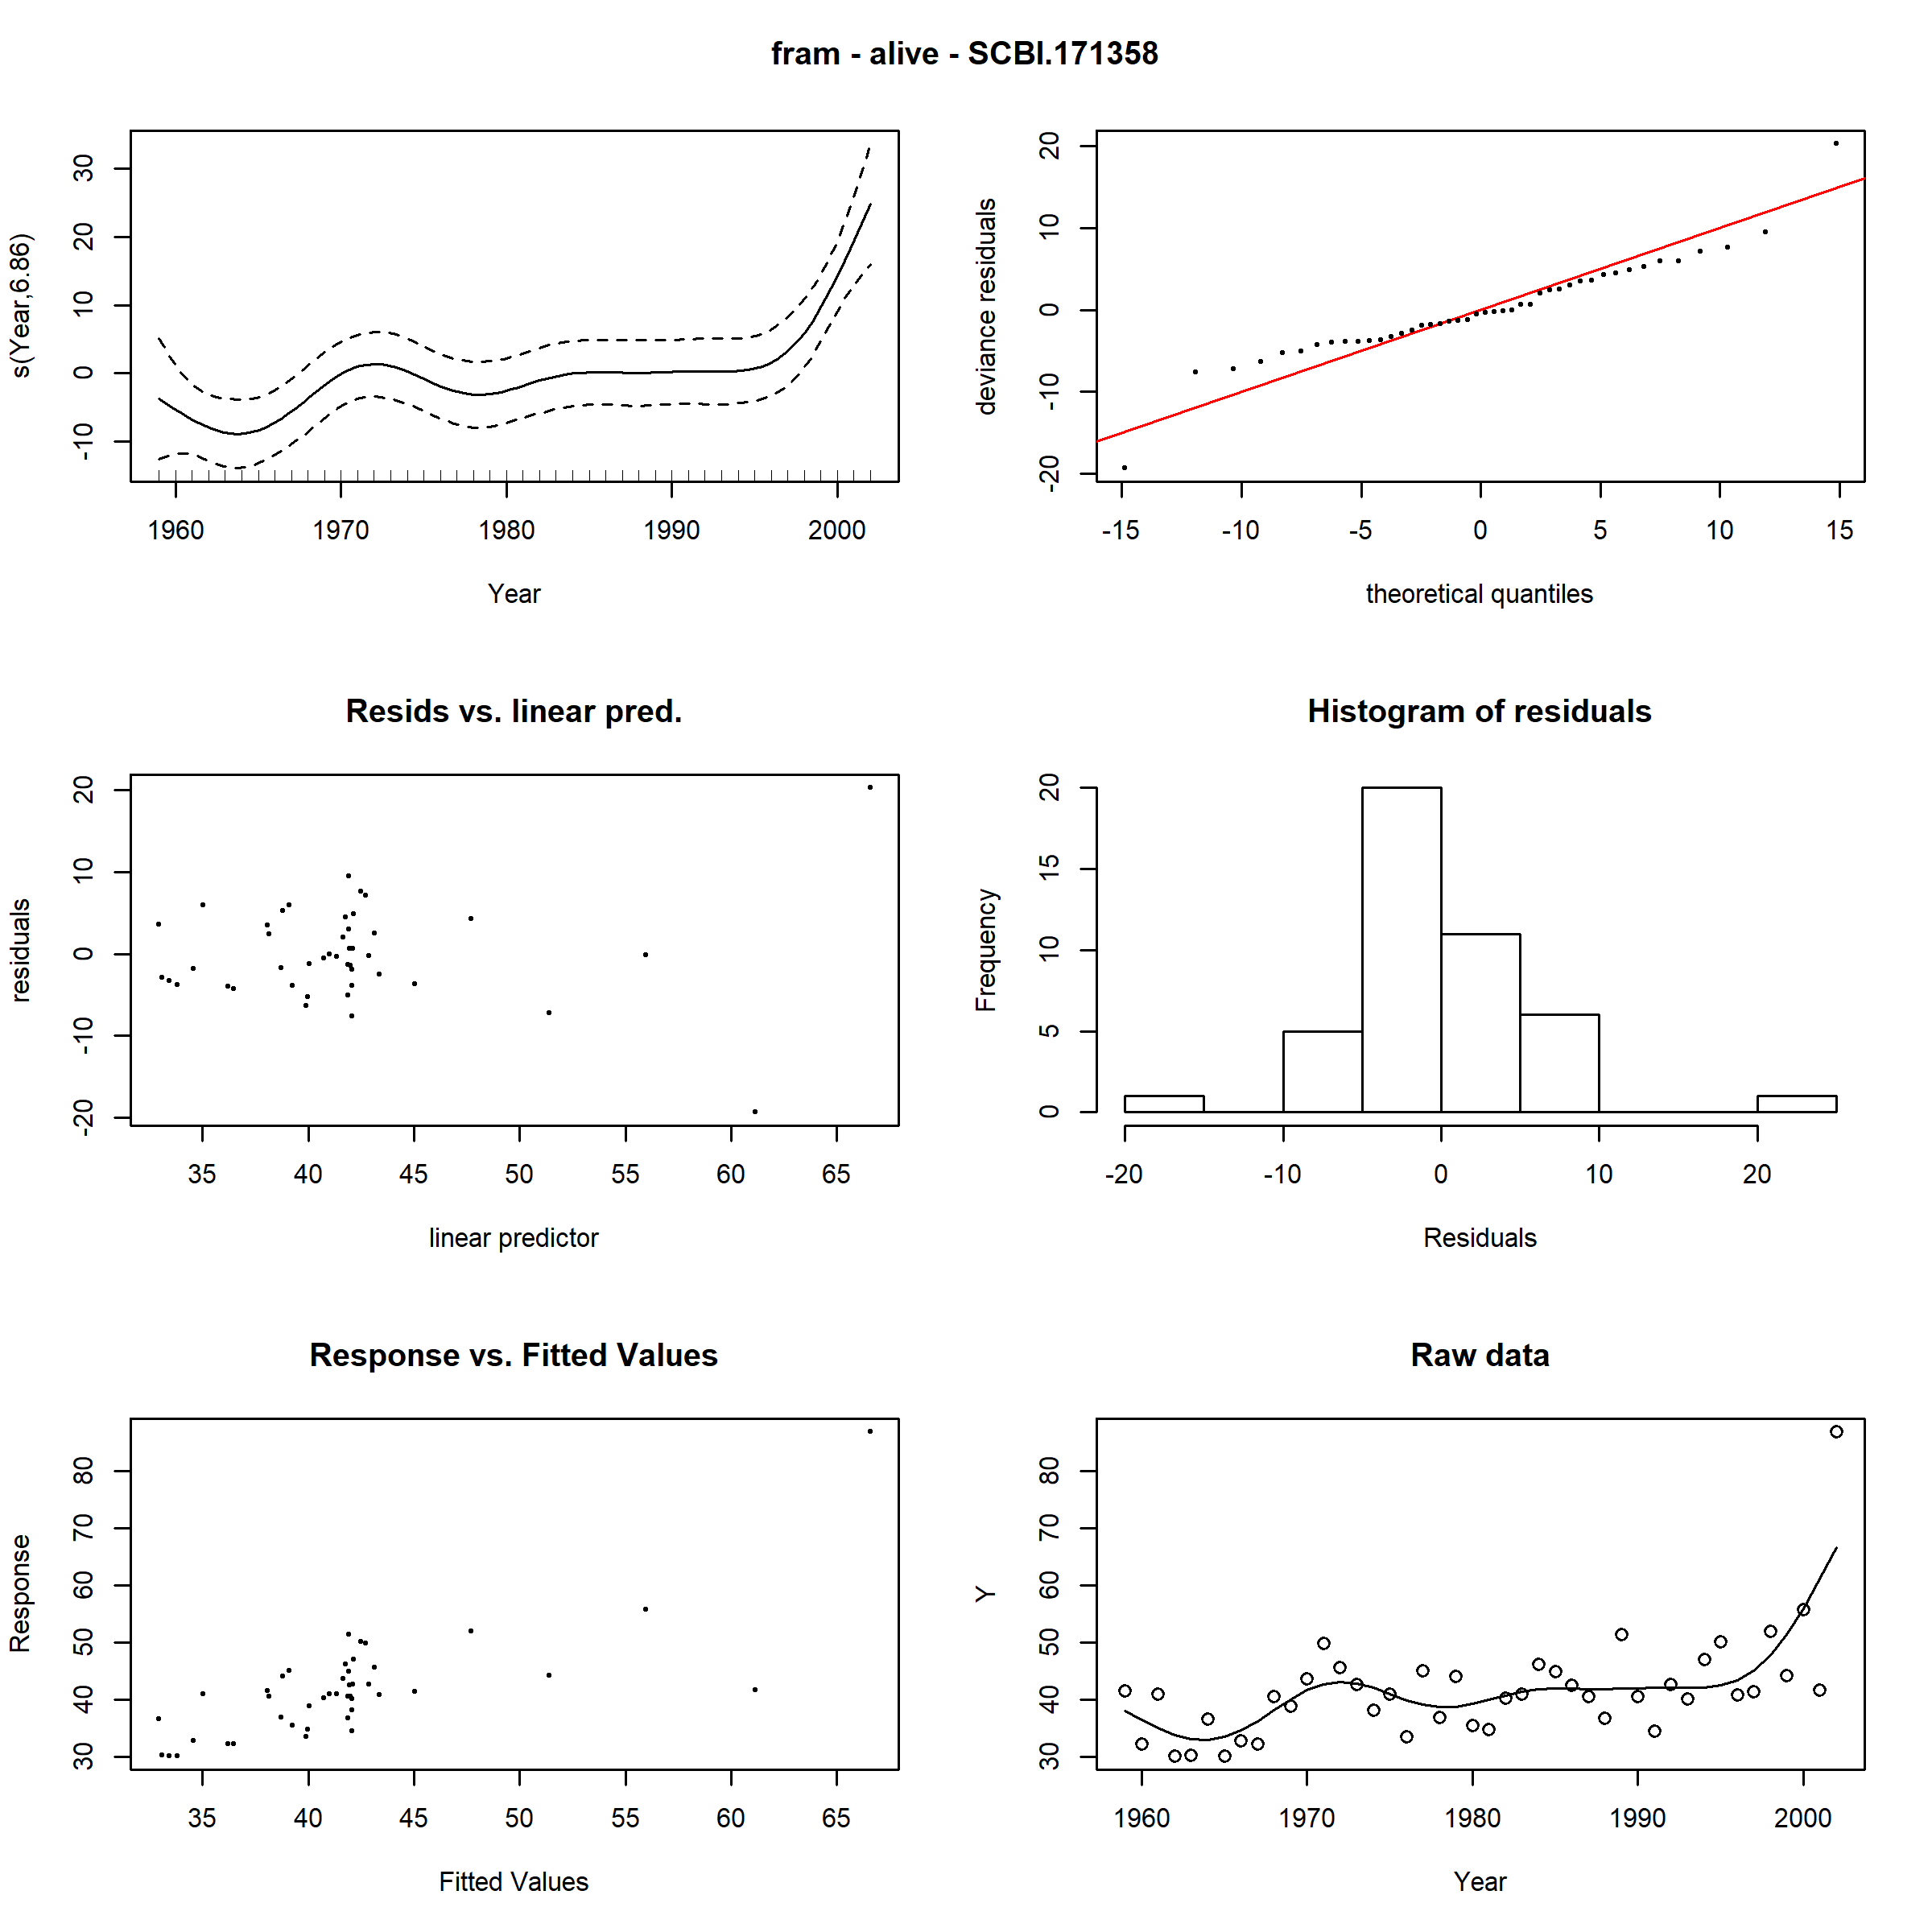 fram - alive - SCBI.171358
s(Year,6.86)
-10 0 10 20 30
1960 1970 1980 1990 2000
Year
deviance residuals
-20 -10 0 10 20
-15 -10 -5 0 5 10 15
theoretical quantiles
Resids vs. linear pred.
residuals
-20 -10 0 10 20
35 40 45 50 55 60 65
linear predictor
Histogram of residuals
Frequency
0 5 10 15 20
-20 -10 0 10 20
Residuals
Response vs. Fitted Values
Response
30 40 50 60 70 80
35 40 45 50 55 60 65
Fitted Values
Raw data
Y
30 40 50 60 70 80
1960 1970 1980 1990 2000
Year